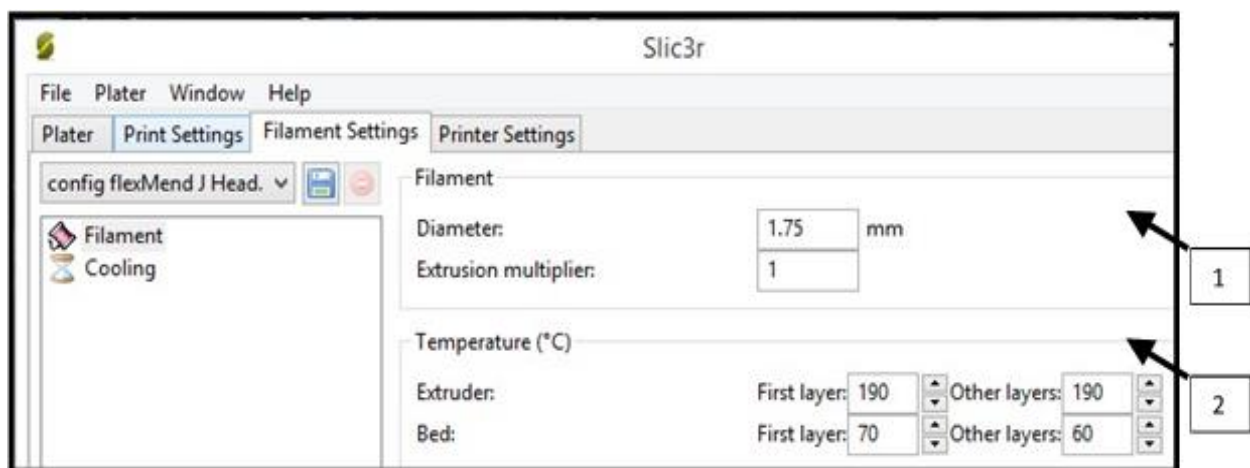 Slic3r
File Plater Window Help
Plater Print Settings Filament Settings Printer Settings
config flexMend J Head.
Filament
Cooling
Filament
Diameter: 1.75 mm
Extrusion multiplier: 1
1
Temperature (°C)
Extruder: First layer: 190 Other layers: 190
Bed: First layer: 70 Other layers: 60
2